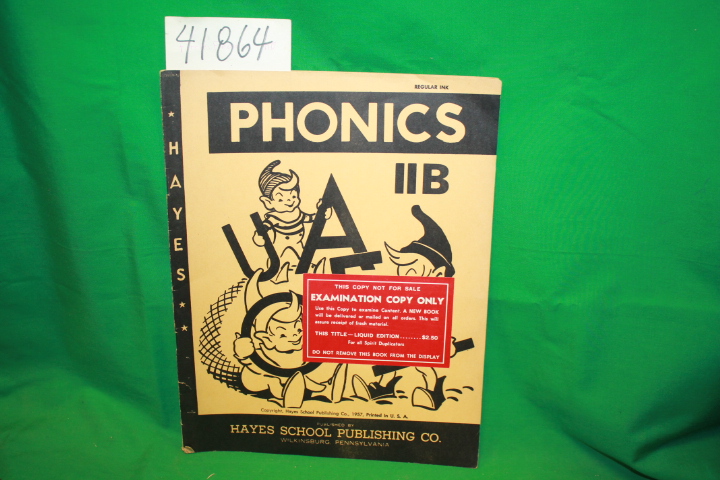 41864
REGULAR INK
PHONICS
IIB
★ HAYES ★ ★
U A E
O
THIS COPY NOT FOR SALE
EXAMINATION COPY ONLY
Use this Copy to examine Content. A NEW BOOK
will be delivered or mailed on all orders. This will
assure receipt of fresh material.
THIS TITLE—LIQUID EDITION........$2.50
For all Spirit Duplicators
DO NOT REMOVE THIS BOOK FROM THE DISPLAY
Copyright, Hayes School Publishing Co., 1957, Printed in U. S. A.
PUBLISHED BY
HAYES SCHOOL PUBLISHING CO.
WILKINSBURG, PENNSYLVANIA